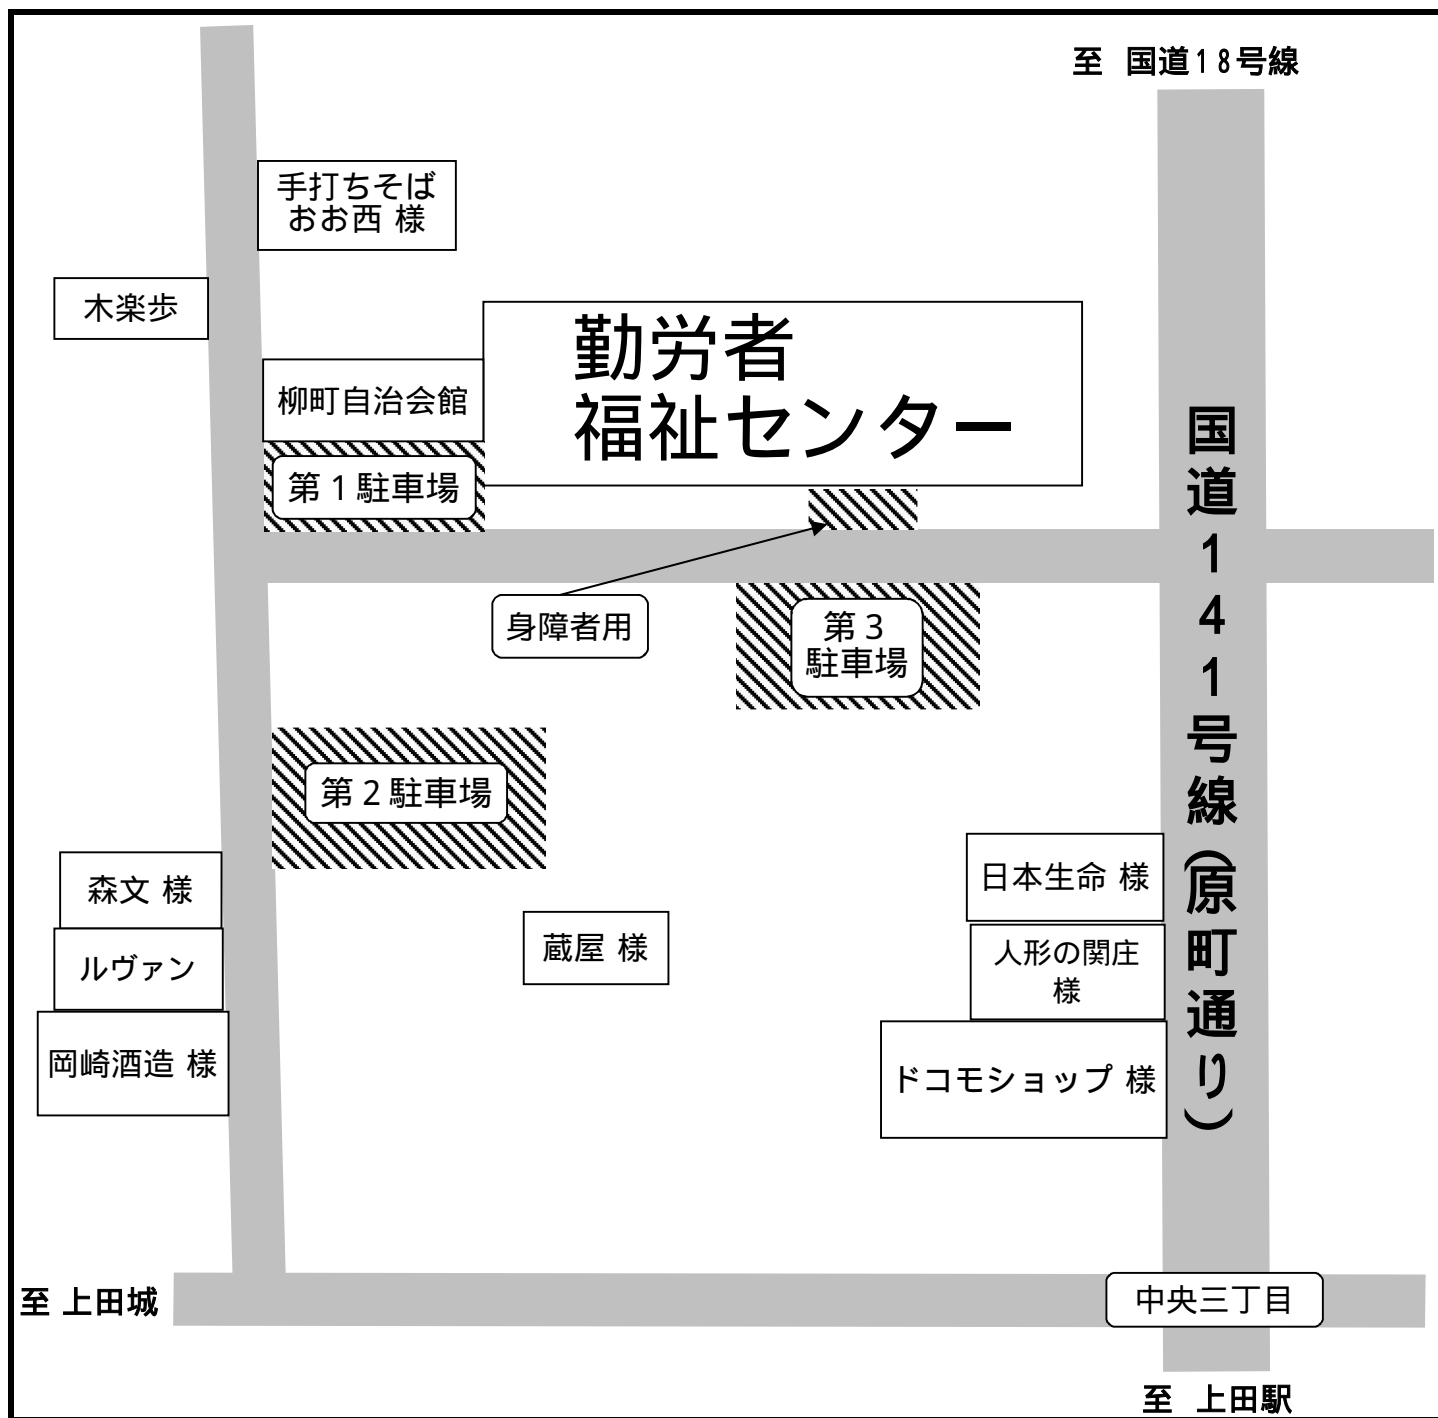 至 国道18号線
手打ちそば
おお西 様
木楽歩
勤労者
福祉センター
柳町自治会館
第1駐車場
身障者用
第3
駐車場
国道141号線(原町通り)
第2駐車場
森文 様
ルヴァン
岡崎酒造 様
蔵屋 様
日本生命 様
人形の関庄
様
ドコモショップ 様
至 上田城
中央三丁目
至 上田駅